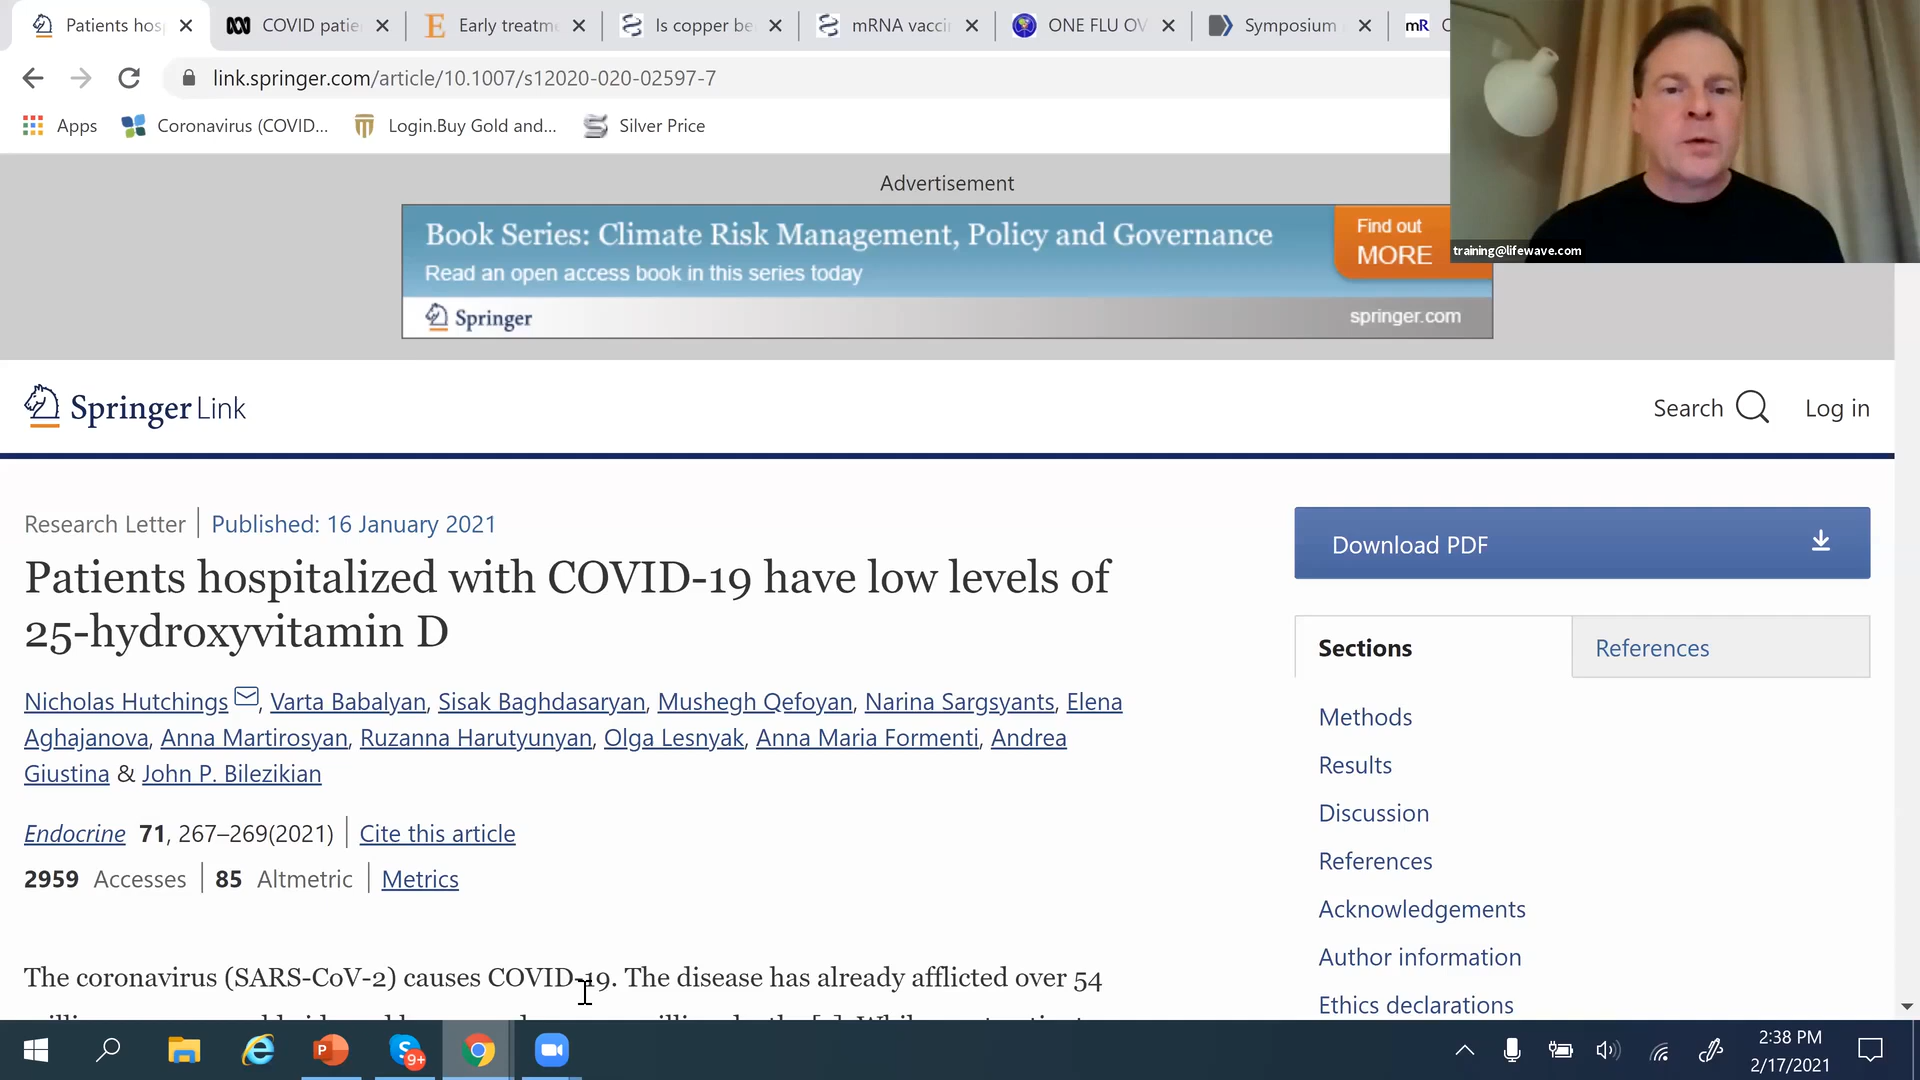 Patients hosp
COVID patie
Early treatm
Is copper be
mRNA vacci
ONE FLU OV
Symposium
mR
link.springer.com/article/10.1007/s12020-020-02597-7
Apps
Coronavirus (COVID...
Login.Buy Gold and...
Silver Price
Advertisement
Book Series: Climate Risk Management, Policy and Governance
Read an open access book in this series today
Find out
MORE
Springer
springer.com
training@lifewave.com
Springer Link
Search
Log in
Research Letter | Published: 16 January 2021
Patients hospitalized with COVID-19 have low levels of
25-hydroxyvitamin D
Nicholas Hutchings, Varta Babalyan, Sisak Baghdasaryan, Mushegh Qefoyan, Narina Sargsyants, Elena
Aghajanova, Anna Martirosyan, Ruzanna Harutyunyan, Olga Lesnyak, Anna Maria Formenti, Andrea
Giustina & John P. Bilezikian
Endocrine 71, 267–269(2021) | Cite this article
2959 Accesses | 85 Altmetric | Metrics
The coronavirus (SARS-CoV-2) causes COVID-19. The disease has already afflicted over 54
Download PDF
Sections
References
Methods
Results
Discussion
References
Acknowledgements
Author information
Ethics declarations
9+
2:38 PM
2/17/2021